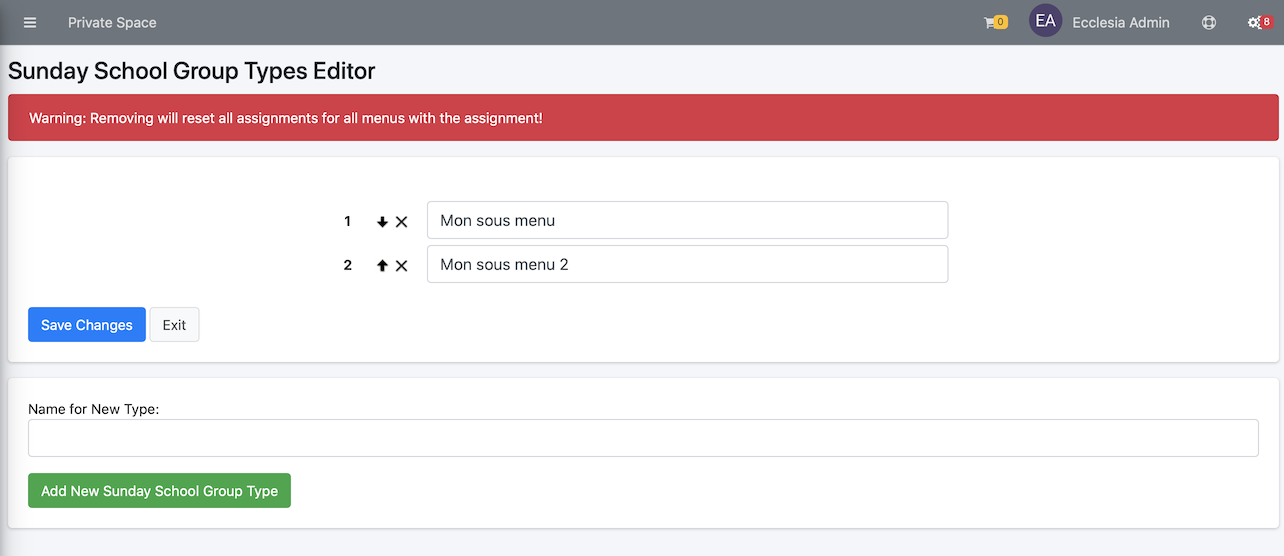 Private Space
0
EA
Ecclesia Admin
8
Sunday School Group Types Editor
Warning: Removing will reset all assignments for all menus with the assignment!
1 Mon sous menu
2 Mon sous menu 2
Save Changes
Exit
Name for New Type:
Add New Sunday School Group Type